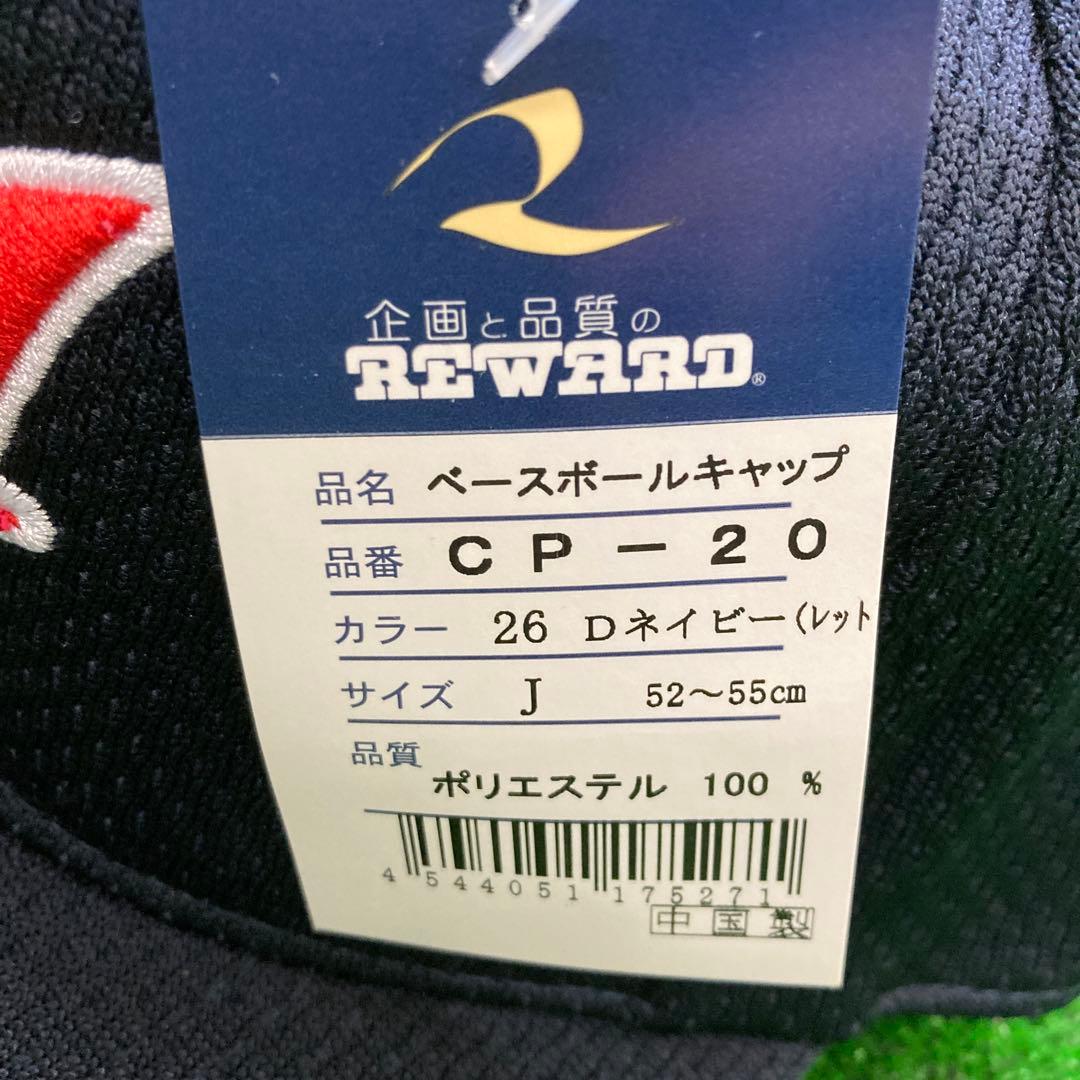 企画と品質の
REWARD®
品名 ベースボールキャップ
品番 CP-20
カラー 26 Dネイビー(レット
サイズ J 52～55cm
品質
ポリエステル 100 %
4 544051 175271
中国製